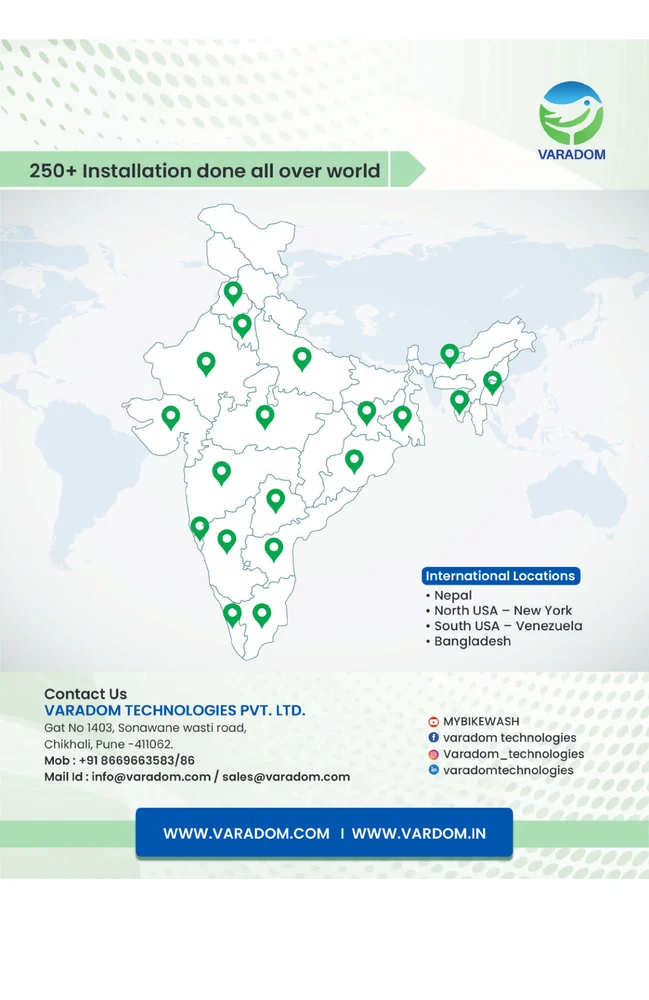 VARADOM
250+ Installation done all over world
International Locations
• Nepal
• North USA – New York
• South USA – Venezuela
• Bangladesh
Contact Us
VARADOM TECHNOLOGIES PVT. LTD.
Gat No 1403, Sonawane wasti road,
Chikhali, Pune -411062.
Mob : +91 8669663583/86
Mail Id : info@varadom.com / sales@varadom.com
MYBIKEWASH
varadom technologies
Varadom_technologies
varadomtechnologies
WWW.VARADOM.COM I WWW.VARDOM.IN